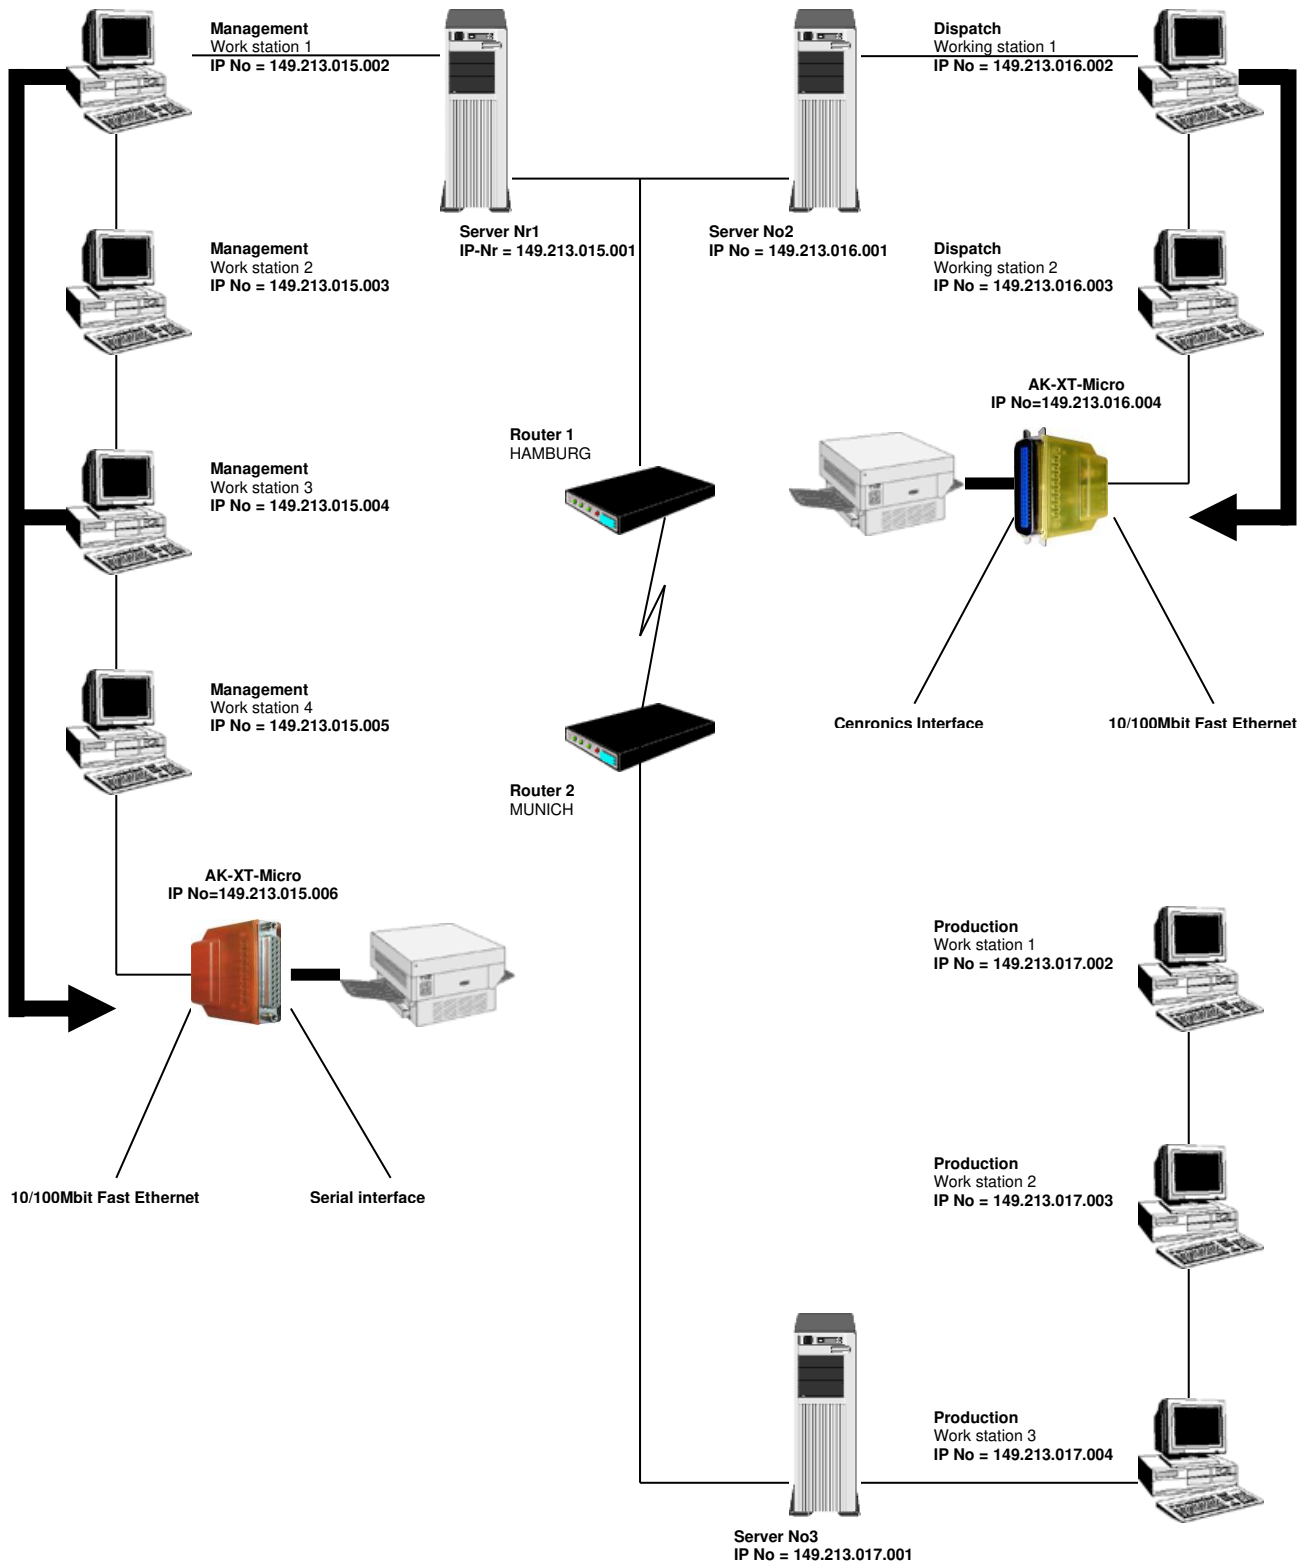 Management
Work station 1
IP No = 149.213.015.002
Dispatch
Working station 1
IP No = 149.213.016.002
Server Nr1
IP-Nr = 149.213.015.001
Server No2
IP No = 149.213.016.001
Management
Work station 2
IP No = 149.213.015.003
Dispatch
Working station 2
IP No = 149.213.016.003
AK-XT-Micro
IP No=149.213.016.004
Router 1
HAMBURG
Management
Work station 3
IP No = 149.213.015.004
Management
Work station 4
IP No = 149.213.015.005
Cenronics Interface
10/100Mbit Fast Ethernet
Router 2
MUNICH
AK-XT-Micro
IP No=149.213.015.006
Production
Work station 1
IP No = 149.213.017.002
10/100Mbit Fast Ethernet
Serial interface
Production
Work station 2
IP No = 149.213.017.003
Production
Work station 3
IP No = 149.213.017.004
Server No3
IP No = 149.213.017.001